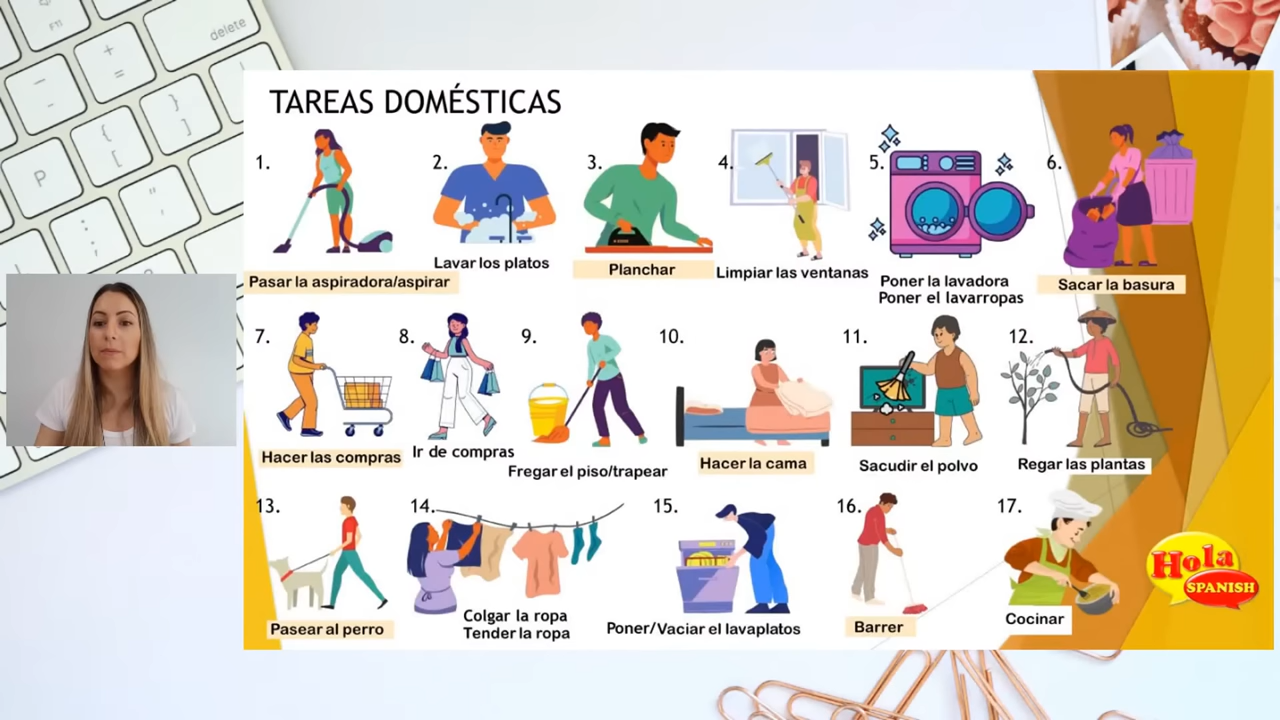 delete
F11
+
=
P
{
[
}
]
TAREAS DOMÉSTICAS
1.
2.
3.
4.
5.
6.
Pasar la aspiradora/aspirar
Lavar los platos
Planchar
Limpiar las ventanas
Poner la lavadora
Poner el lavarropas
Sacar la basura
7.
8.
9.
10.
11.
12.
Hacer las compras
Ir de compras
Fregar el piso/trapear
Hacer la cama
Sacudir el polvo
Regar las plantas
13.
14.
15.
16.
17.
Pasear al perro
Colgar la ropa
Tender la ropa
Poner/Vaciar el lavaplatos
Barrer
Cocinar
Hola
SPANISH